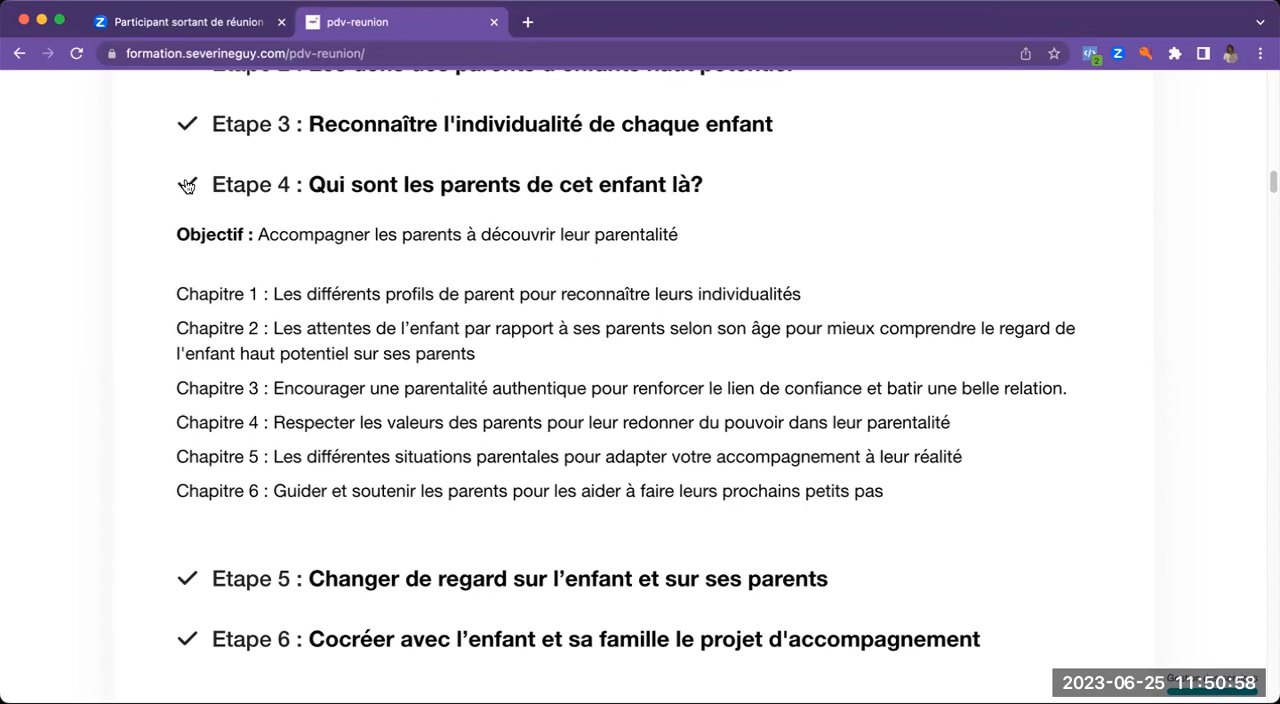 Participant sortant de réunion
pdv-reunion
formation.severineguy.com/pdv-reunion/
2
Etape 3 : Reconnaître l'individualité de chaque enfant
Etape 4 : Qui sont les parents de cet enfant là?
Objectif : Accompagner les parents à découvrir leur parentalité
Chapitre 1 : Les différents profils de parent pour reconnaître leurs individualités
Chapitre 2 : Les attentes de l’enfant par rapport à ses parents selon son âge pour mieux comprendre le regard de
l'enfant haut potentiel sur ses parents
Chapitre 3 : Encourager une parentalité authentique pour renforcer le lien de confiance et batir une belle relation.
Chapitre 4 : Respecter les valeurs des parents pour leur redonner du pouvoir dans leur parentalité
Chapitre 5 : Les différentes situations parentales pour adapter votre accompagnement à leur réalité
Chapitre 6 : Guider et soutenir les parents pour les aider à faire leurs prochains petits pas
Etape 5 : Changer de regard sur l’enfant et sur ses parents
Etape 6 : Cocréer avec l’enfant et sa famille le projet d'accompagnement
2023-06-25 11:50:58